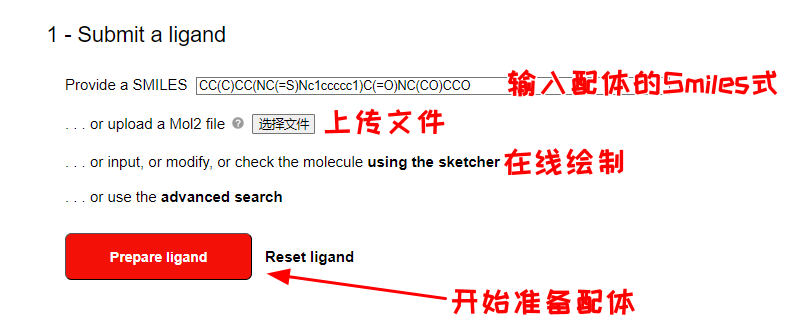 1 - Submit a ligand
Provide a SMILES CC(C)CC(NC(=S)Nc1ccccc1)C(=O)NC(CO)CCO 输入配体的Smiles式
. . . or upload a Mol2 file ? 选择文件 上传文件
. . . or input, or modify, or check the molecule using the sketcher 在线绘制
. . . or use the advanced search
Prepare ligand Reset ligand
开始准备配体